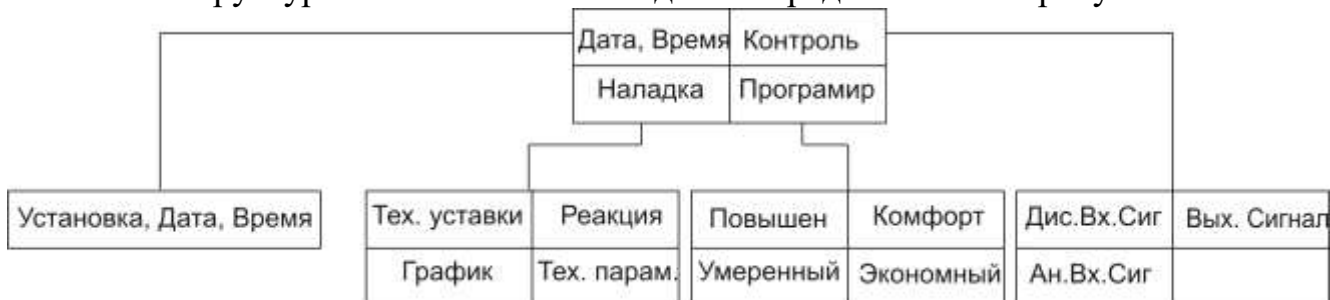 Дата, Время Контроль
Наладка Програмир
Установка, Дата, Время Тех. уставки Реакция Повышен Комфорт Дис.Вх.Сиг Вых. Сигнал
График Тех. парам. Умеренный Экономный Ан.Вх.Сиг